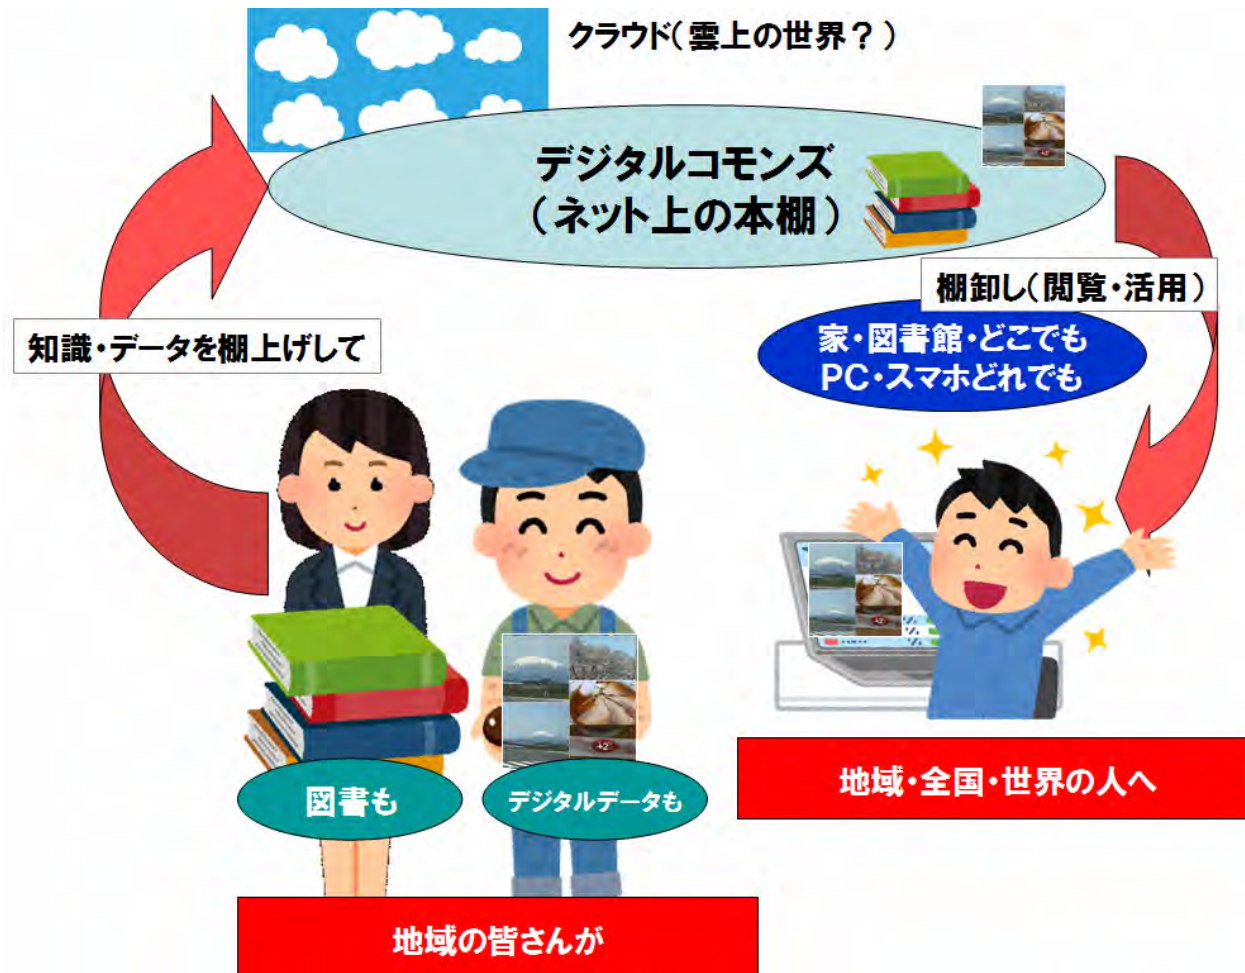 クラウド(雲上の世界？)
デジタルコモンズ
(ネット上の本棚)
棚卸し(閲覧・活用)
知識・データを棚上げして
家・図書館・どこでも
PC・スマホどれでも
図書も
デジタルデータも
地域・全国・世界の人へ
地域の皆さんが
+2